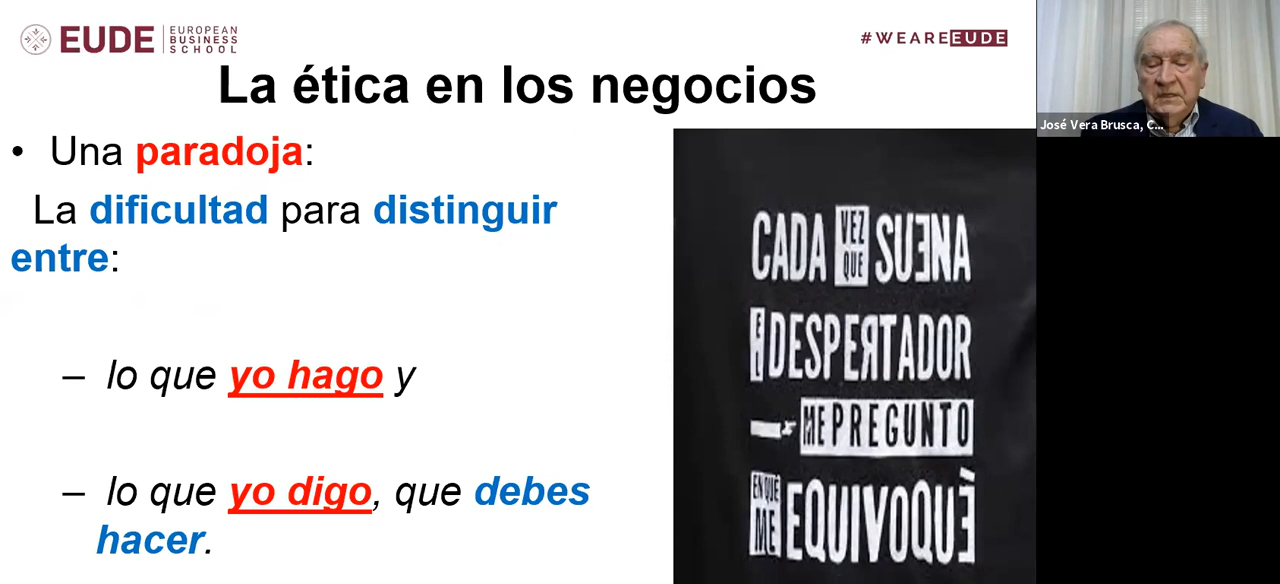 EUDE
EUROPEAN
BUSINESS
SCHOOL
#WEAREEUDE
La ética en los negocios
José Vera Brusca, C...
• Una paradoja:
La dificultad para distinguir
entre:
– lo que yo hago y
– lo que yo digo, que debes
hacer.
CADA VEZ QUE SUENA
EL DESPERTADOR
ME PREGUNTO
EN QUÉ ME EQUIVOQUÉ